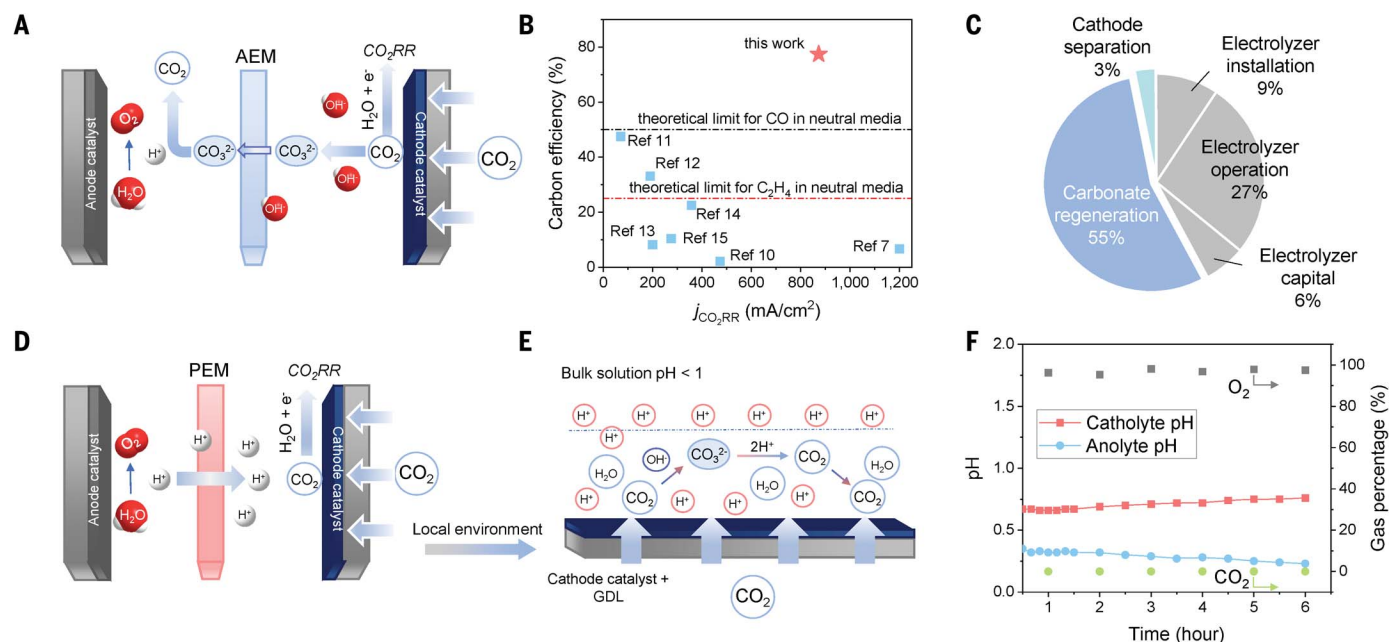 A
AEM
CO2RR
CO2
H2O + e-
OH-
O2
H+
CO3 2-
CO3 2-
CO2
CO2
OH-
H2O
OH-
Anode catalyst
Cathode catalyst
B
Carbon efficiency (%)
80
60
40
20
0
this work
theoretical limit for CO in neutral media
Ref 11
Ref 12
theoretical limit for C2H4 in neutral media
Ref 14
Ref 13
Ref 15
Ref 10
Ref 7
0 200 400 600 800 1,000 1,200
jCO2RR (mA/cm2)
C
Cathode
separation
3%
Electrolyzer
installation
9%
Electrolyzer
operation
27%
Carbonate
regeneration
55%
Electrolyzer
capital
6%
D
PEM
CO2RR
H2O + e-
O2
H+
H+
H+
H+
H+
H+
CO2
CO2
H2O
Anode catalyst
Cathode catalyst
Local environment
E
Bulk solution pH < 1
H+ H+ H+ H+ H+ H+
H+
OH-
CO3 2-
2H+
CO2
H2O
H2O
H2O
H+
CO2
H+
H+
H+
CO2
Cathode catalyst +
GDL
CO2
F
2.0
1.5
1.0
0.5
0.0
pH
O2
Catholyte pH
Anolyte pH
CO2
100
80
60
40
20
0
Gas percentage (%)
1 2 3 4 5 6
Time (hour)